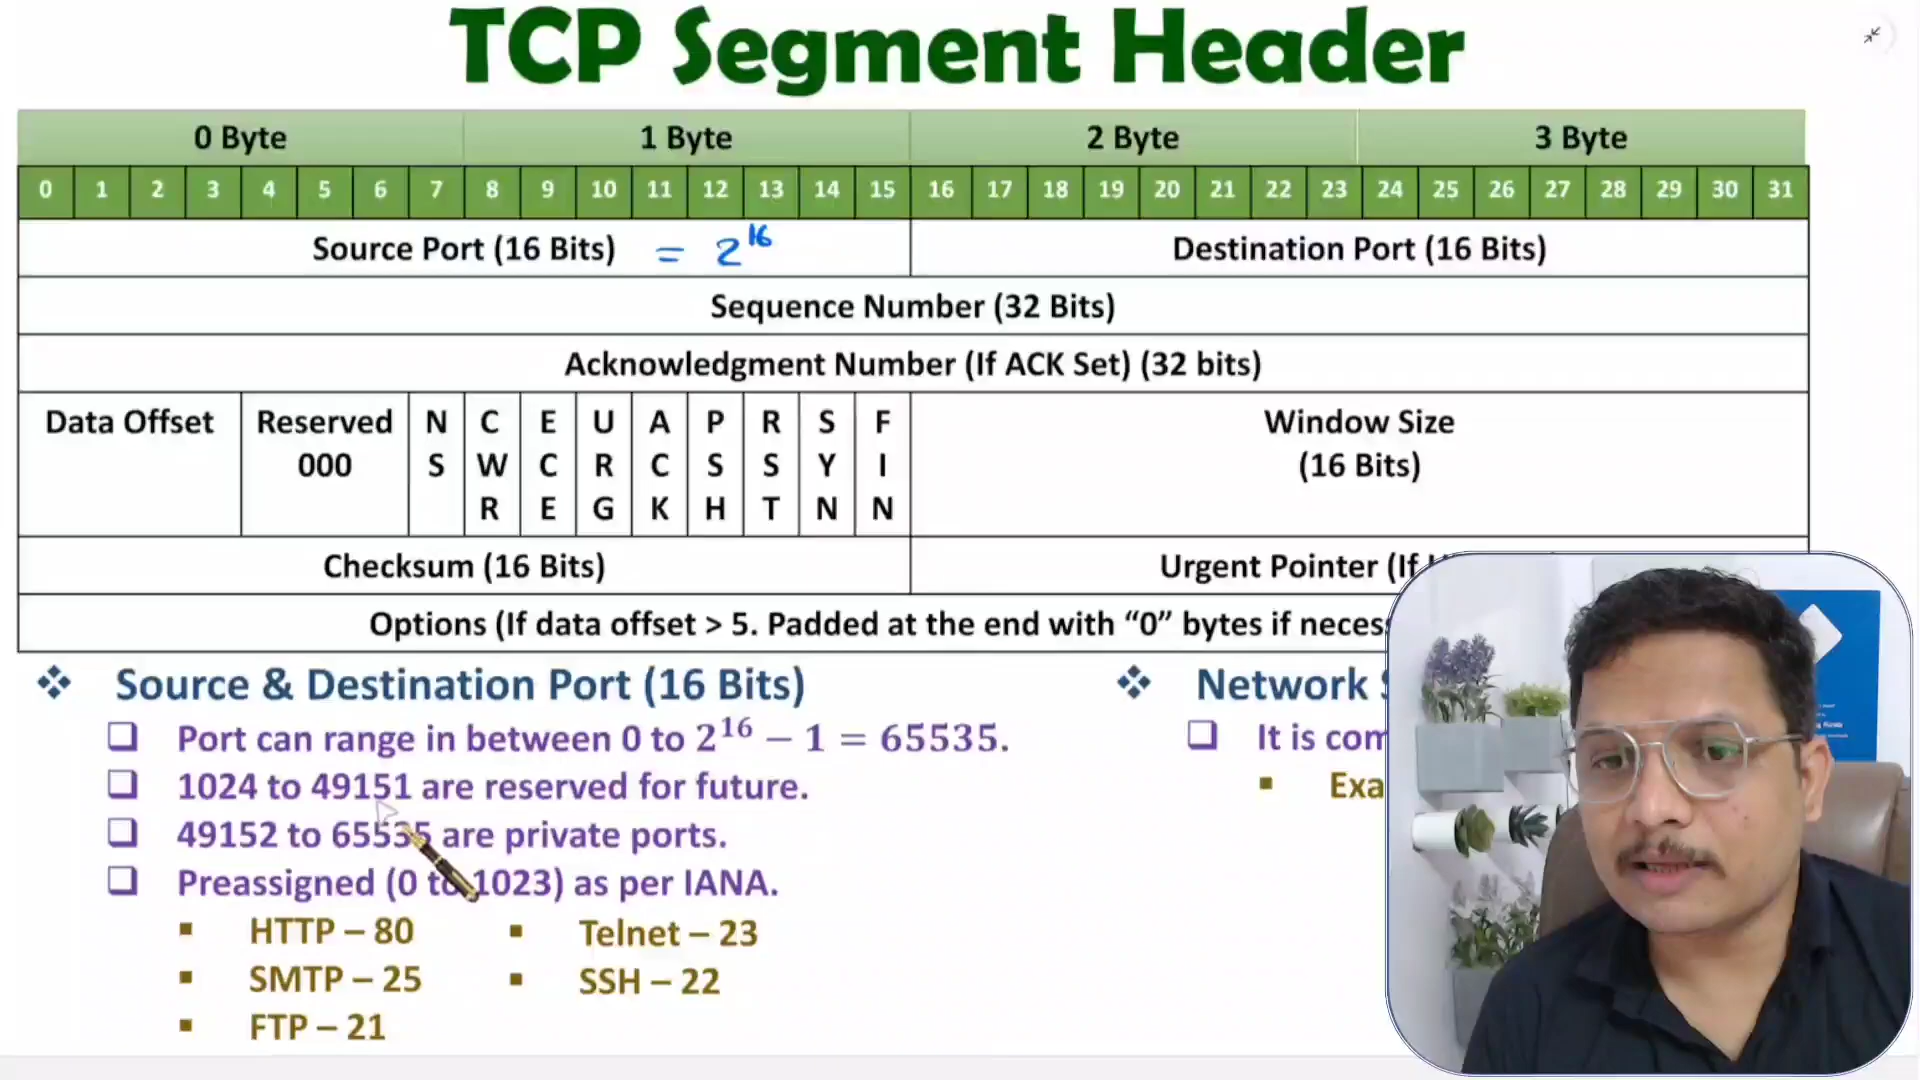 TCP Segment Header
0 Byte 1 Byte 2 Byte 3 Byte
0 1 2 3 4 5 6 7 8 9 10 11 12 13 14 15 16 17 18 19 20 21 22 23 24 25 26 27 28 29 30 31
Source Port (16 Bits) = 2^16 Destination Port (16 Bits)
Sequence Number (32 Bits)
Acknowledgment Number (If ACK Set) (32 bits)
Data Offset Reserved N C E U A P R S F Window Size
000 S W C R C S S Y I (16 Bits)
R E G K H T N N
Checksum (16 Bits) Urgent Pointer (If
Options (If data offset > 5. Padded at the end with “0” bytes if
❖ Source & Destination Port (16 Bits)
❑ Port can range in between 0 to 2^16 − 1 = 65535.
❑ 1024 to 49151 are reserved for future.
❑ 49152 to 65535 are private ports.
❑ Preassigned (0 to 1023) as per IANA.
▪ HTTP – 80 ▪ Telnet – 23
▪ SMTP – 25 ▪ SSH – 22
▪ FTP – 21
❖ Network
❑ It is